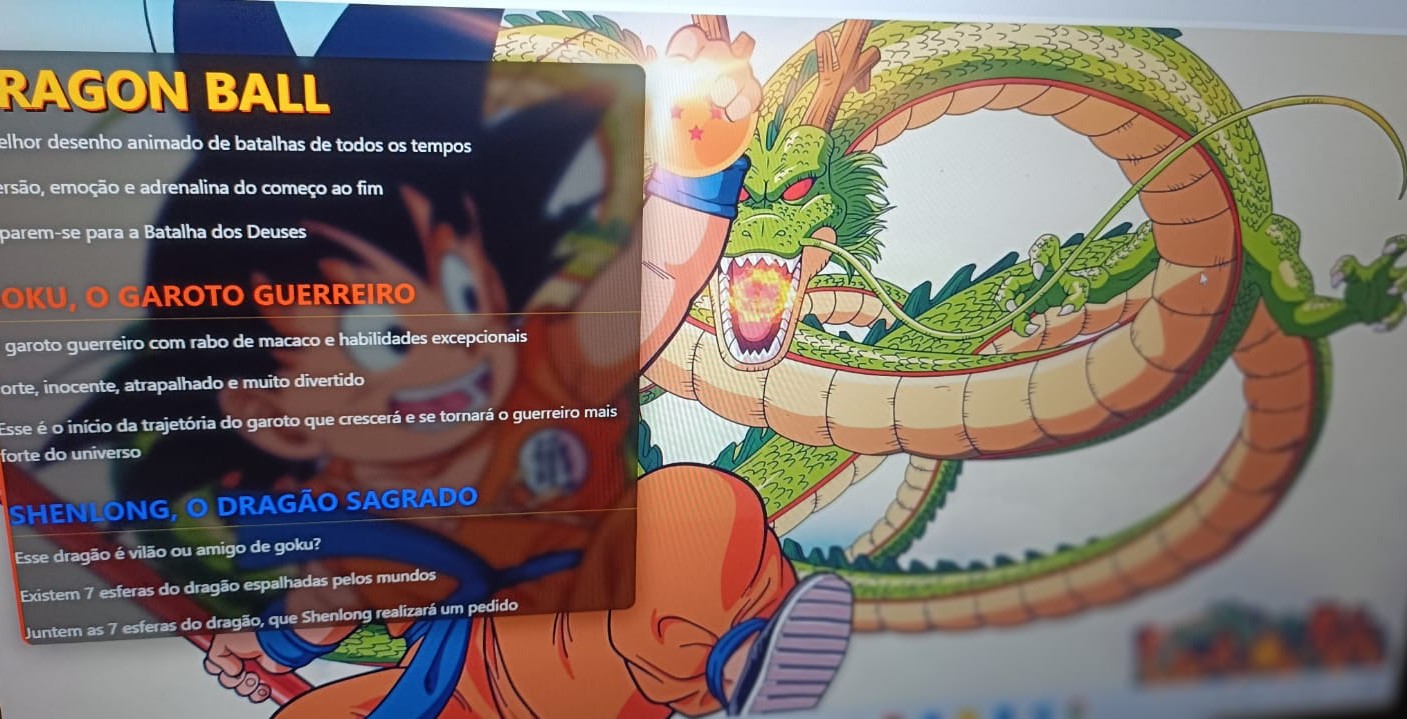 RAGON BALL
elhor desenho animado de batalhas de todos os tempos
ersão, emoção e adrenalina do começo ao fim
parem-se para a Batalha dos Deuses
OKU, O GAROTO GUERREIRO
garoto guerreiro com rabo de macaco e habilidades excepcionais
orte, inocente, atrapalhado e muito divertido
Esse é o início da trajetória do garoto que crescerá e se tornará o guerreiro mais
forte do universo
SHENLONG, O DRAGÃO SAGRADO
Esse dragão é vilão ou amigo de goku?
Existem 7 esferas do dragão espalhadas pelos mundos
Juntem as 7 esferas do dragão, que Shenlong realizará um pedido